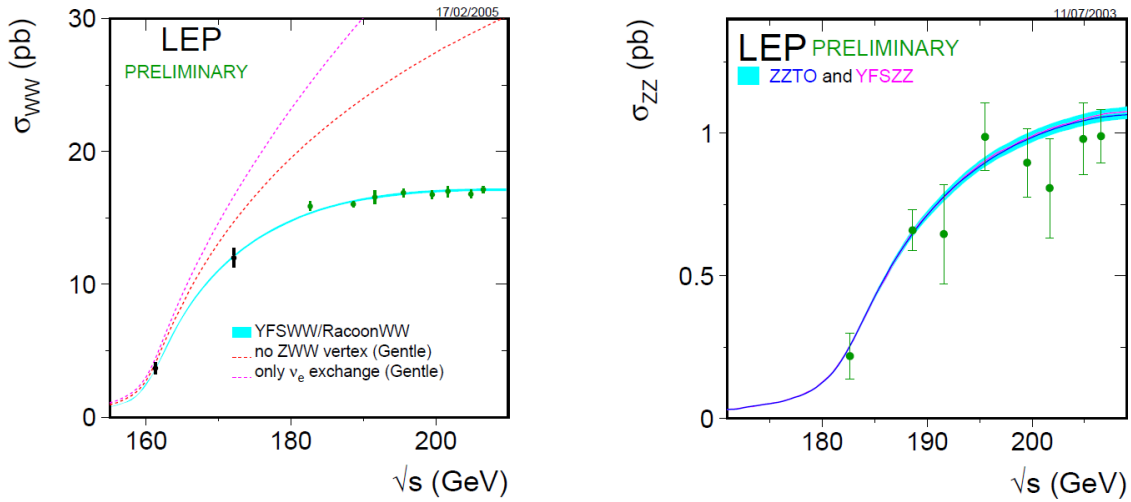 17/02/2005
LEP
PRELIMINARY
σWW (pb)
30
20
10
0
YFSWW/RacoonWW
no ZWW vertex (Gentle)
only νe exchange (Gentle)
160
180
200
√s (GeV)
11/07/2003
LEP PRELIMINARY
ZZTO and YFSZZ
σZZ (pb)
1
0.5
0
180
190
200
√s (GeV)